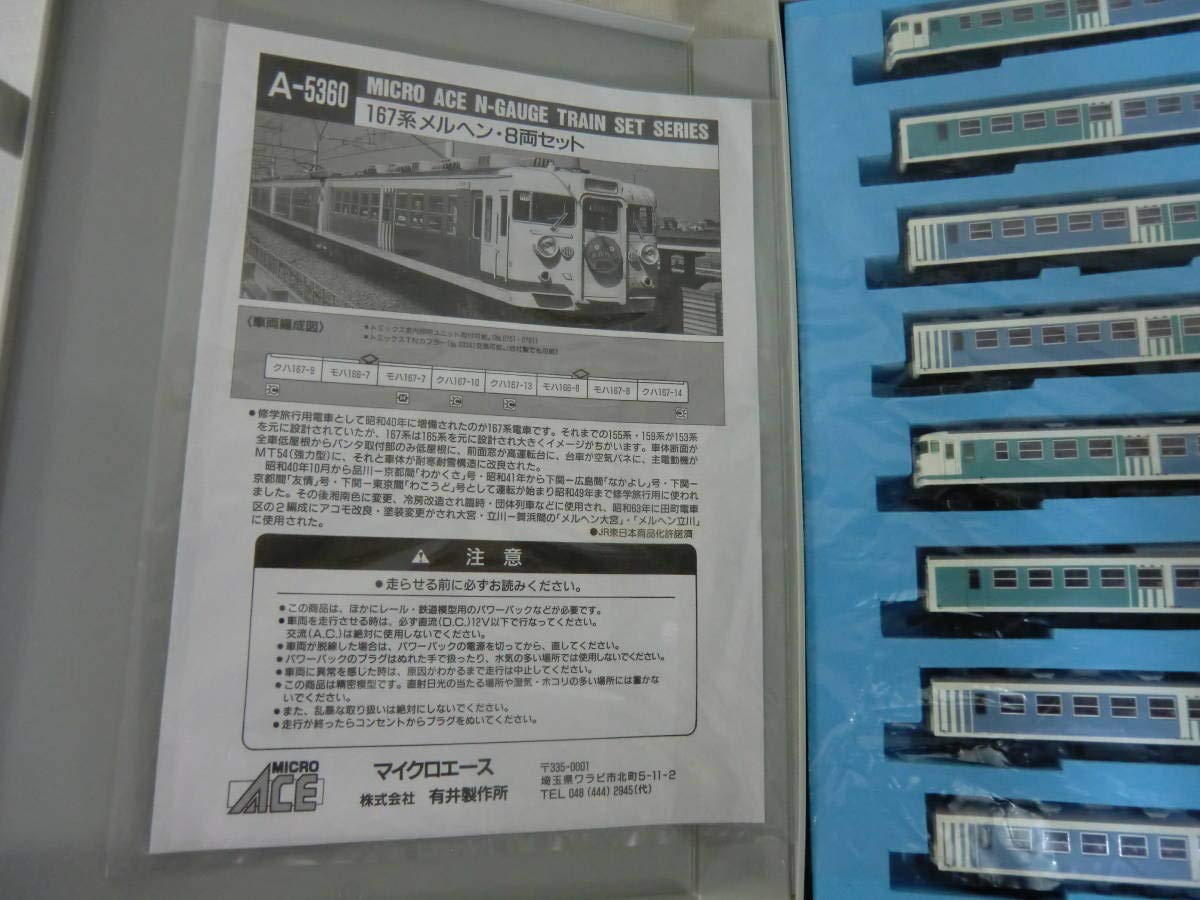 A-5360
MICRO ACE N-GAUGE TRAIN SET SERIES
167系メルヘン・8両セット
〈車両編成図〉
●トミックス室内照明ユニット取付可能。
●トミックスTNカプラー
クハ167-9 モハ166-7 モハ167-7 クハ167-10 クハ167-13 モハ166-8 モハ167-8 クハ167-14
●修学旅行用電車として昭和40年に増備されたのが167系電車です。それまでの155系・159系が153系
を元に設計されていたが、167系は165系を元に設計され大きくイメージがちがいます。車体断面が
全車低屋根からパンタ取付部のみ低屋根に、前面窓が高運転台に、台車が空気バネに、主電動機が
MT54(強力型)に、それと車体が耐寒耐雪構造に改良された。
昭和40年10月から品川ー京都間「わかくさ」号・昭和41年から下関ー広島間「なかよし」号・下関ー
京都間「友情」号・下関ー東京間「わこうど」号として運転が始まり昭和49年まで修学旅行用に使われ
ました。その後湘南色に変更、冷房改造され臨時・団体列車などに使用され、昭和63年に田町電車
区の2編成にアコモ改良・塗装変更がされ大宮・立川ー舞浜間の「メルヘン大宮」・「メルヘン立川」
に使用された。
●JR東日本商品化許諾済
注意
●走らせる前に必ずお読みください。
●この商品は、ほかにレール・鉄道模型用のパワーパックなどが必要です。
●車両を走行させる時は、必ず直流(D.C.)12V以下で行なってください。
交流(A.C.)は絶対に使用しないでください。
●車両が脱線した場合は、パワーパックの電源を切ってから、直してください。
●パワーパックのプラグはぬれた手で扱ったり、水気の多い場所では使用しないでください。
●車両に異常を感じた時は、原因がわかるまで走行は中止してください。
●この商品は精密模型です。直射日光の当たる場所や湿気・ホコリの多い場所には置かな
いでください。
●また、乱暴な取り扱いは絶対にしないでください。
●走行が終ったらコンセントからプラグをぬいてください。
MICRO
ACE
マイクロエース
株式会社 有井製作所
〒335-0001
埼玉県ワラビ市北町5-11-2
TEL 048 (444) 2945(代)